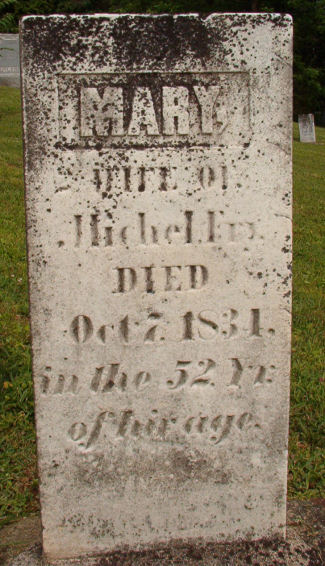 MARY,
WIFE OF
Michel Fry.
DIED
Oct 7. 1834.
in the 52 Yr.
of hir age.